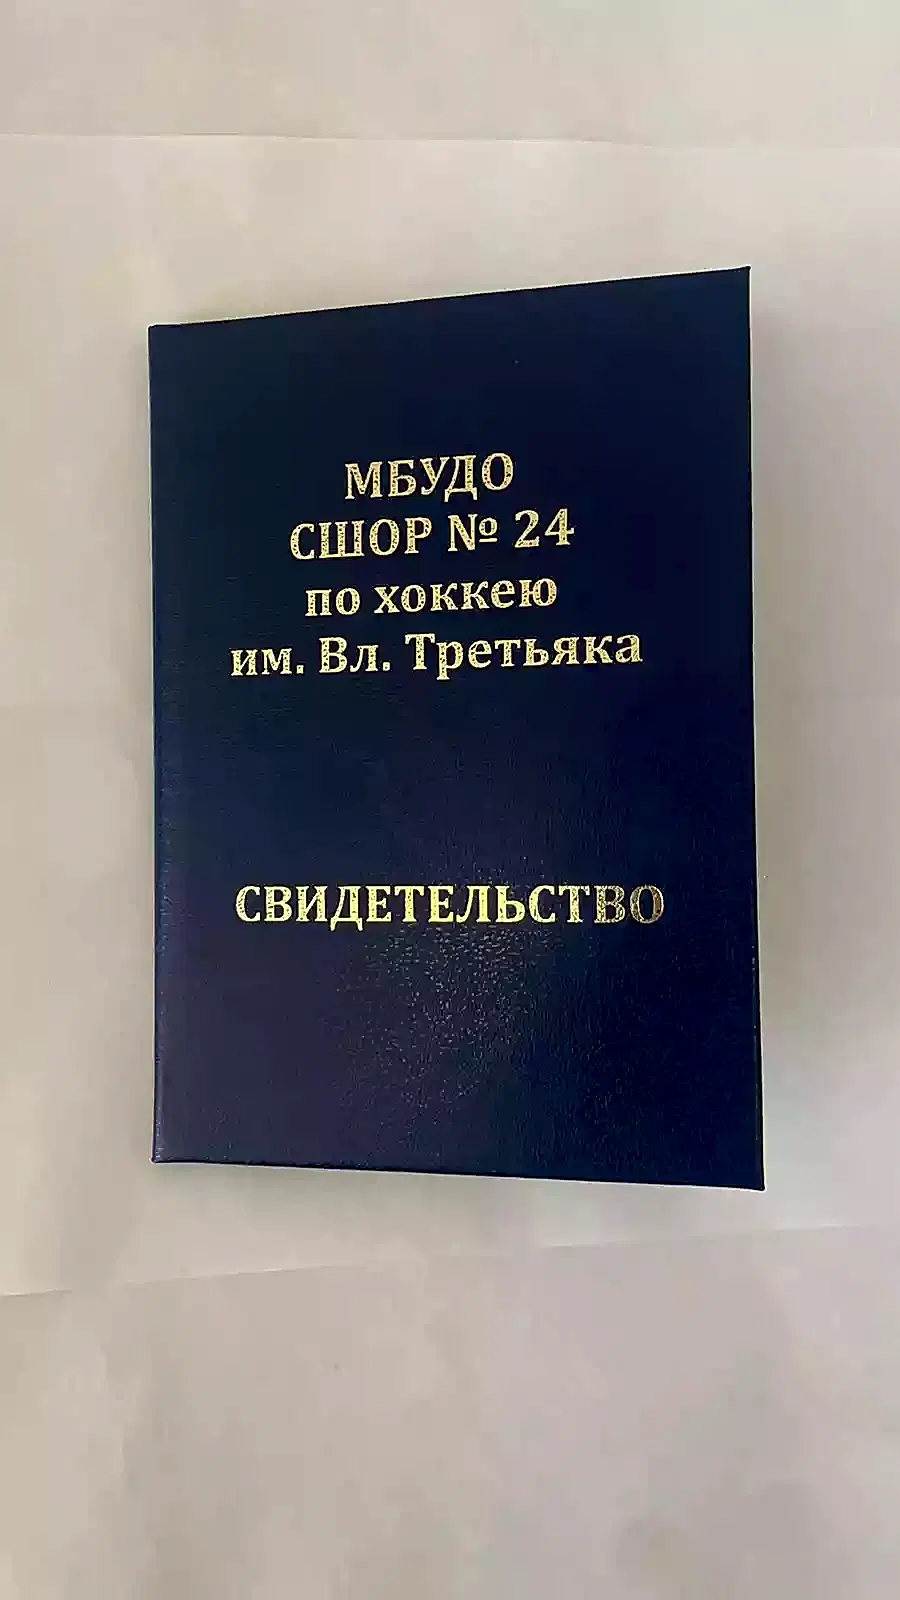 МБУДО
СШОР № 24
по хоккею
им. Вл. Третьяка
СВИДЕТЕЛЬСТВО